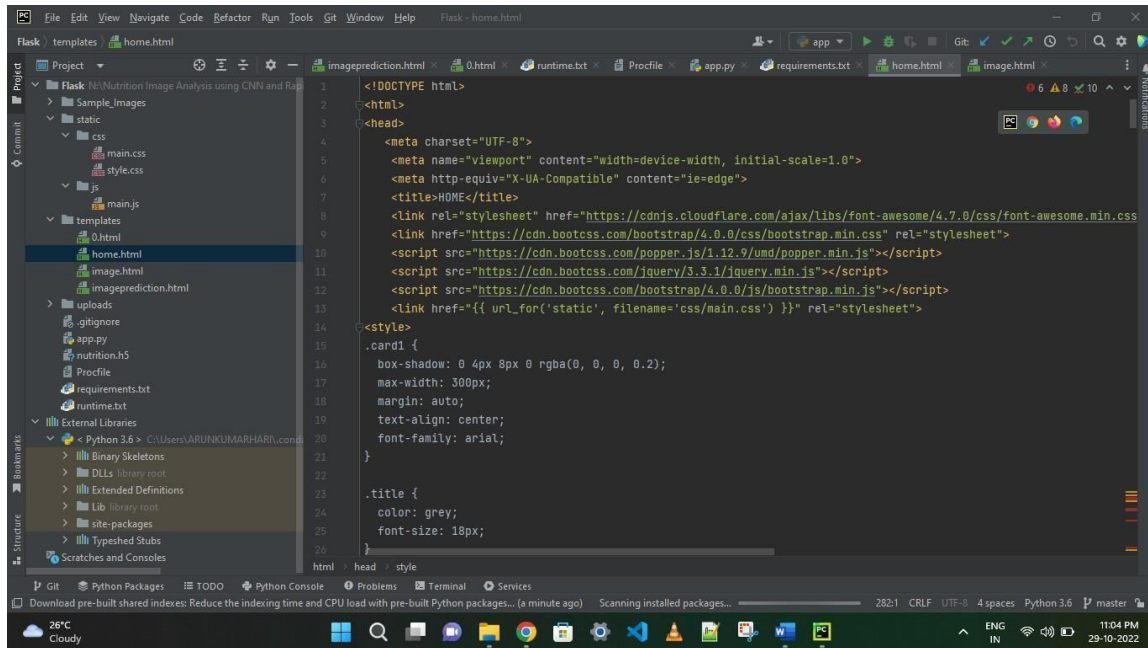 File Edit View Navigate Code Refactor Run Tools Git Window Help Flask - home.html
Flask templates home.html app Git:
Project
imageprediction.html 0.html runtime.txt Procfile app.py requirements.txt home.html image.html
Project
Commit
Bookmarks
Structure
Notifications
Flask N:\Nutrition Image Analysis using CNN and Rapi
Sample_Images
static
css
main.css
style.css
js
main.js
templates
0.html
home.html
image.html
imageprediction.html
uploads
.gitignore
app.py
nutrition.h5
Procfile
requirements.txt
runtime.txt
External Libraries
< Python 3.6 > C:\Users\ARUNKUMARHARI\.cond
Binary Skeletons
DLLs library root
Extended Definitions
Lib library root
site-packages
Typeshed Stubs
Scratches and Consoles
6 8 10
1 <!DOCTYPE html>
2 <html>
3 <head>
4 <meta charset="UTF-8">
5 <meta name="viewport" content="width=device-width, initial-scale=1.0">
6 <meta http-equiv="X-UA-Compatible" content="ie=edge">
7 <title>HOME</title>
8 <link rel="stylesheet" href="https://cdnjs.cloudflare.com/ajax/libs/font-awesome/4.7.0/css/font-awesome.min.css
9 <link href="https://cdn.bootcss.com/bootstrap/4.0.0/css/bootstrap.min.css" rel="stylesheet">
10 <script src="https://cdn.bootcss.com/popper.js/1.12.9/umd/popper.min.js"></script>
11 <script src="https://cdn.bootcss.com/jquery/3.3.1/jquery.min.js"></script>
12 <script src="https://cdn.bootcss.com/bootstrap/4.0.0/js/bootstrap.min.js"></script>
13 <link href="{{ url_for('static', filename='css/main.css') }}" rel="stylesheet">
14 <style>
15 .card1 {
16 box-shadow: 0 4px 8px 0 rgba(0, 0, 0, 0.2);
17 max-width: 300px;
18 margin: auto;
19 text-align: center;
20 font-family: arial;
21 }
22
23 .title {
24 color: grey;
25 font-size: 18px;
26 }
html head style
Git Python Packages TODO Python Console Problems Terminal Services
Download pre-built shared indexes: Reduce the indexing time and CPU load with pre-built Python packages... (a minute ago) Scanning installed packages... 282:1 CRLF UTF-8 4 spaces Python 3.6 master
26°C
Cloudy
ENG
IN
11:04 PM
29-10-2022